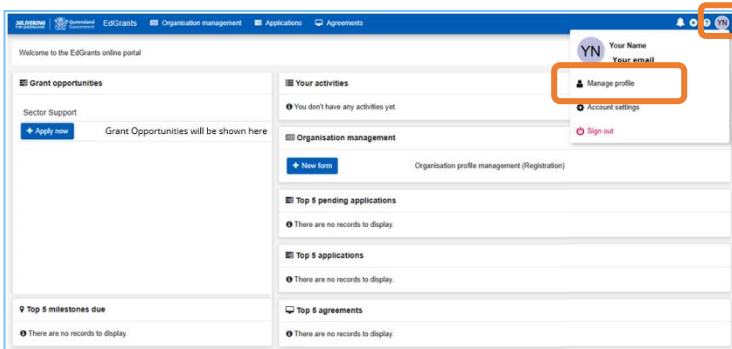 DELIVERING FOR QUEENSLAND Queensland Government EdGrants Organisation management Applications Agreements YN
Welcome to the EdGrants online portal
YN Your Name
Your email
Manage profile
Account settings
Sign out
Grant opportunities
Sector Support
+ Apply now Grant Opportunities will be shown here
Your activities
You don't have any activities yet.
Organisation management
+ New form Organisation profile management (Registration)
Top 5 pending applications
There are no records to display.
Top 5 applications
There are no records to display.
Top 5 milestones due
There are no records to display.
Top 5 agreements
There are no records to display.